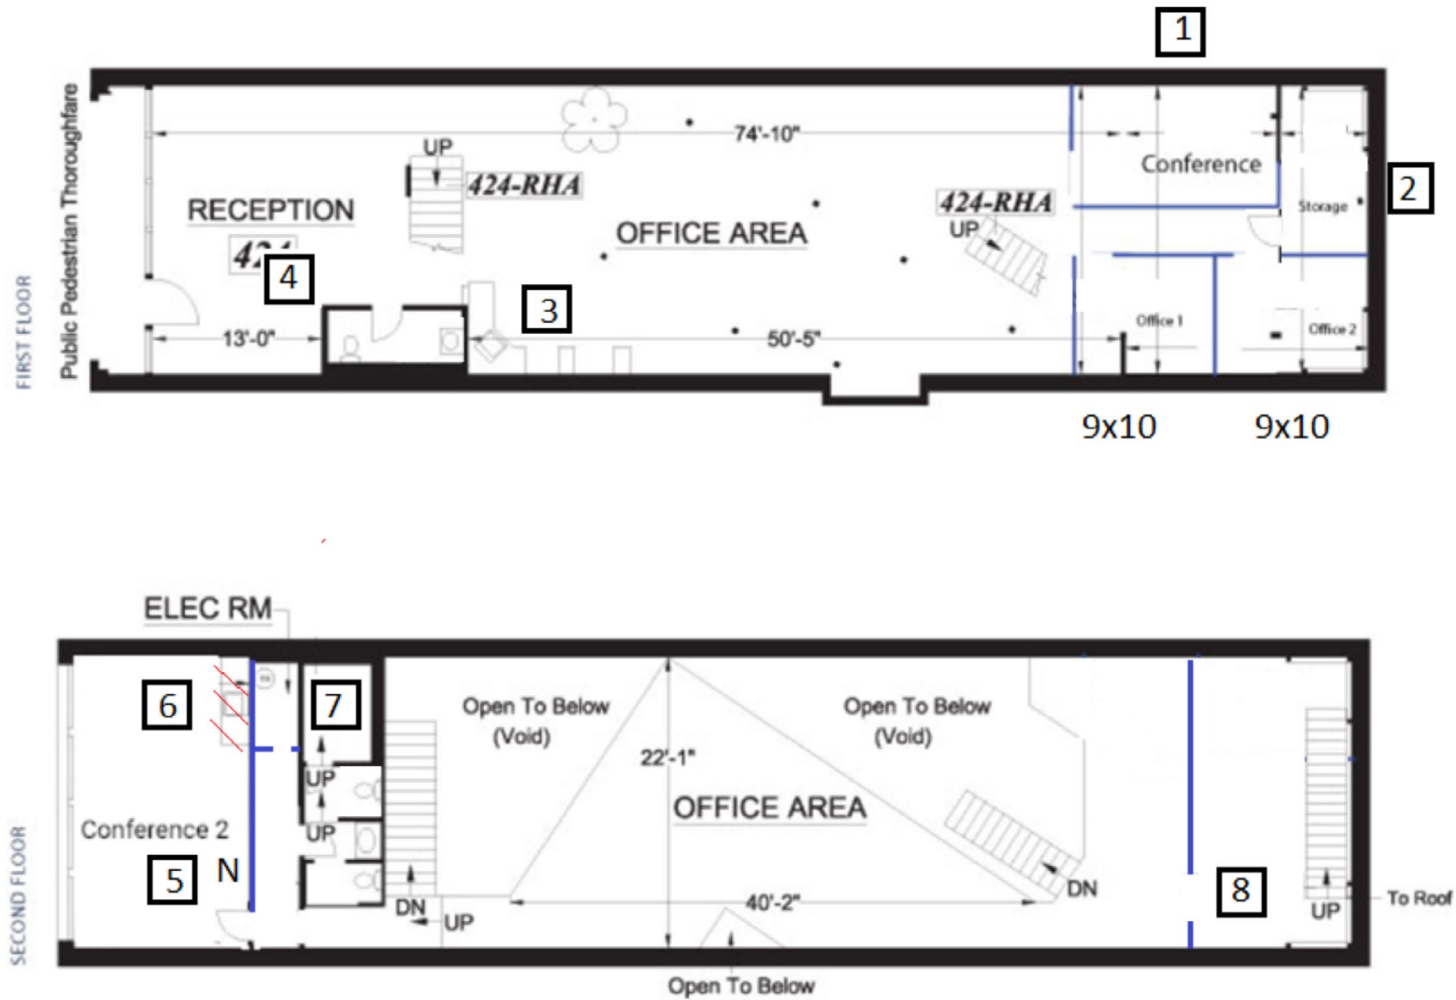 1
Public Pedestrian Thoroughfare
FIRST FLOOR
74'-10"
UP
424-RHA
Conference
2
RECEPTION
424-RHA
Storage
OFFICE AREA
UP
4
3
13'-0"
50'-5"
Office 1
Office 2
9x10
9x10
ELEC RM
6
7
Open To Below
(Void)
Open To Below
(Void)
22'-1"
UP
OFFICE AREA
UP
Conference 2
5
N
DN
UP
40'-2"
DN
8
UP
To Roof
SECOND FLOOR
Open To Below